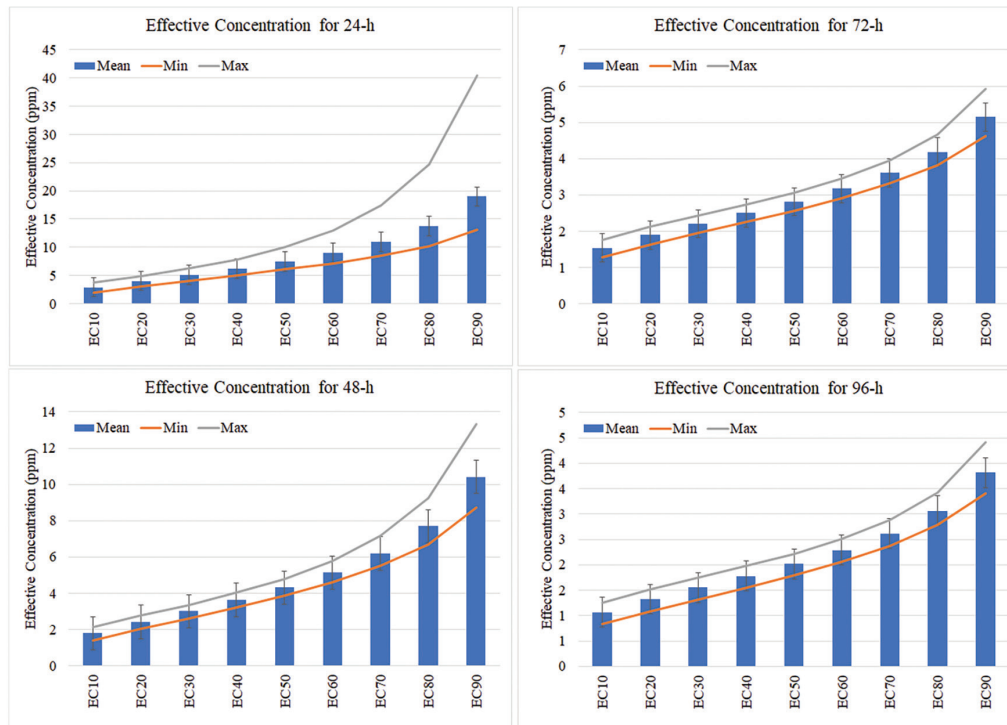 Effective Concentration for 24-h
Effective Concentration (ppm)
45
40
35
30
25
20
15
10
5
0
Mean Min Max
EC10 EC20 EC30 EC40 EC50 EC60 EC70 EC80 EC90
Effective Concentration for 72-h
Effective Concentration (ppm)
7
6
5
4
3
2
1
0
Mean Min Max
EC10 EC20 EC30 EC40 EC50 EC60 EC70 EC80 EC90
Effective Concentration for 48-h
Effective Concentration (ppm)
14
12
10
8
6
4
2
0
Mean Min Max
EC10 EC20 EC30 EC40 EC50 EC60 EC70 EC80 EC90
Effective Concentration for 96-h
Effective Concentration (ppm)
5
5
4
4
3
3
2
2
1
1
0
Mean Min Max
EC10 EC20 EC30 EC40 EC50 EC60 EC70 EC80 EC90